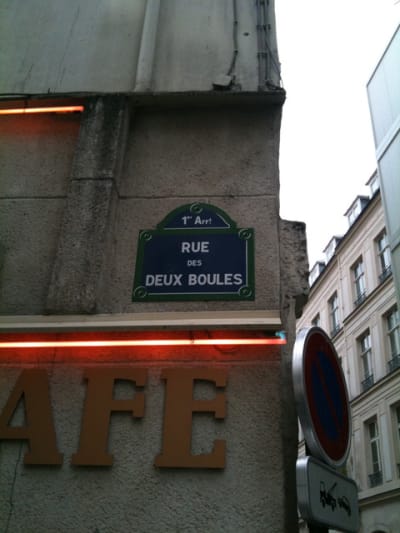 1er Arrt
RUE
DES
DEUX BOULES
AFE